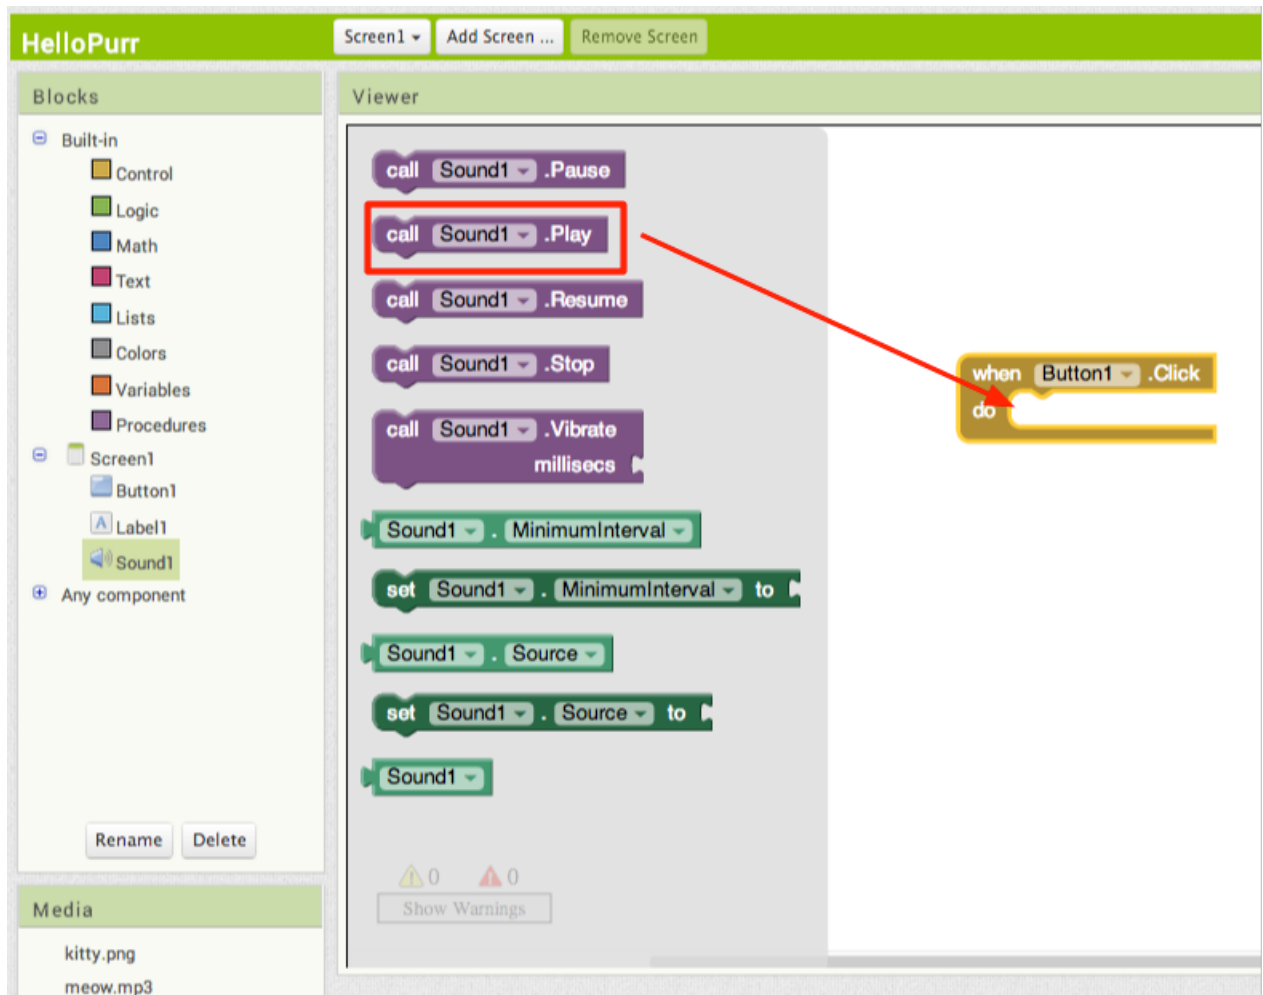 HelloPurr
Screen1
Add Screen ...
Remove Screen
Blocks
Built-in
Control
Logic
Math
Text
Lists
Colors
Variables
Procedures
Screen1
Button1
A Label1
Sound1
Any component
Rename
Delete
Media
kitty.png
meow.mp3
Viewer
call Sound1 .Pause
call Sound1 .Play
call Sound1 .Resume
call Sound1 .Stop
call Sound1 .Vibrate
millisecs
Sound1 . MinimumInterval
set Sound1 . MinimumInterval to
Sound1 . Source
set Sound1 . Source to
Sound1
0 0
Show Warnings
when Button1 .Click
do